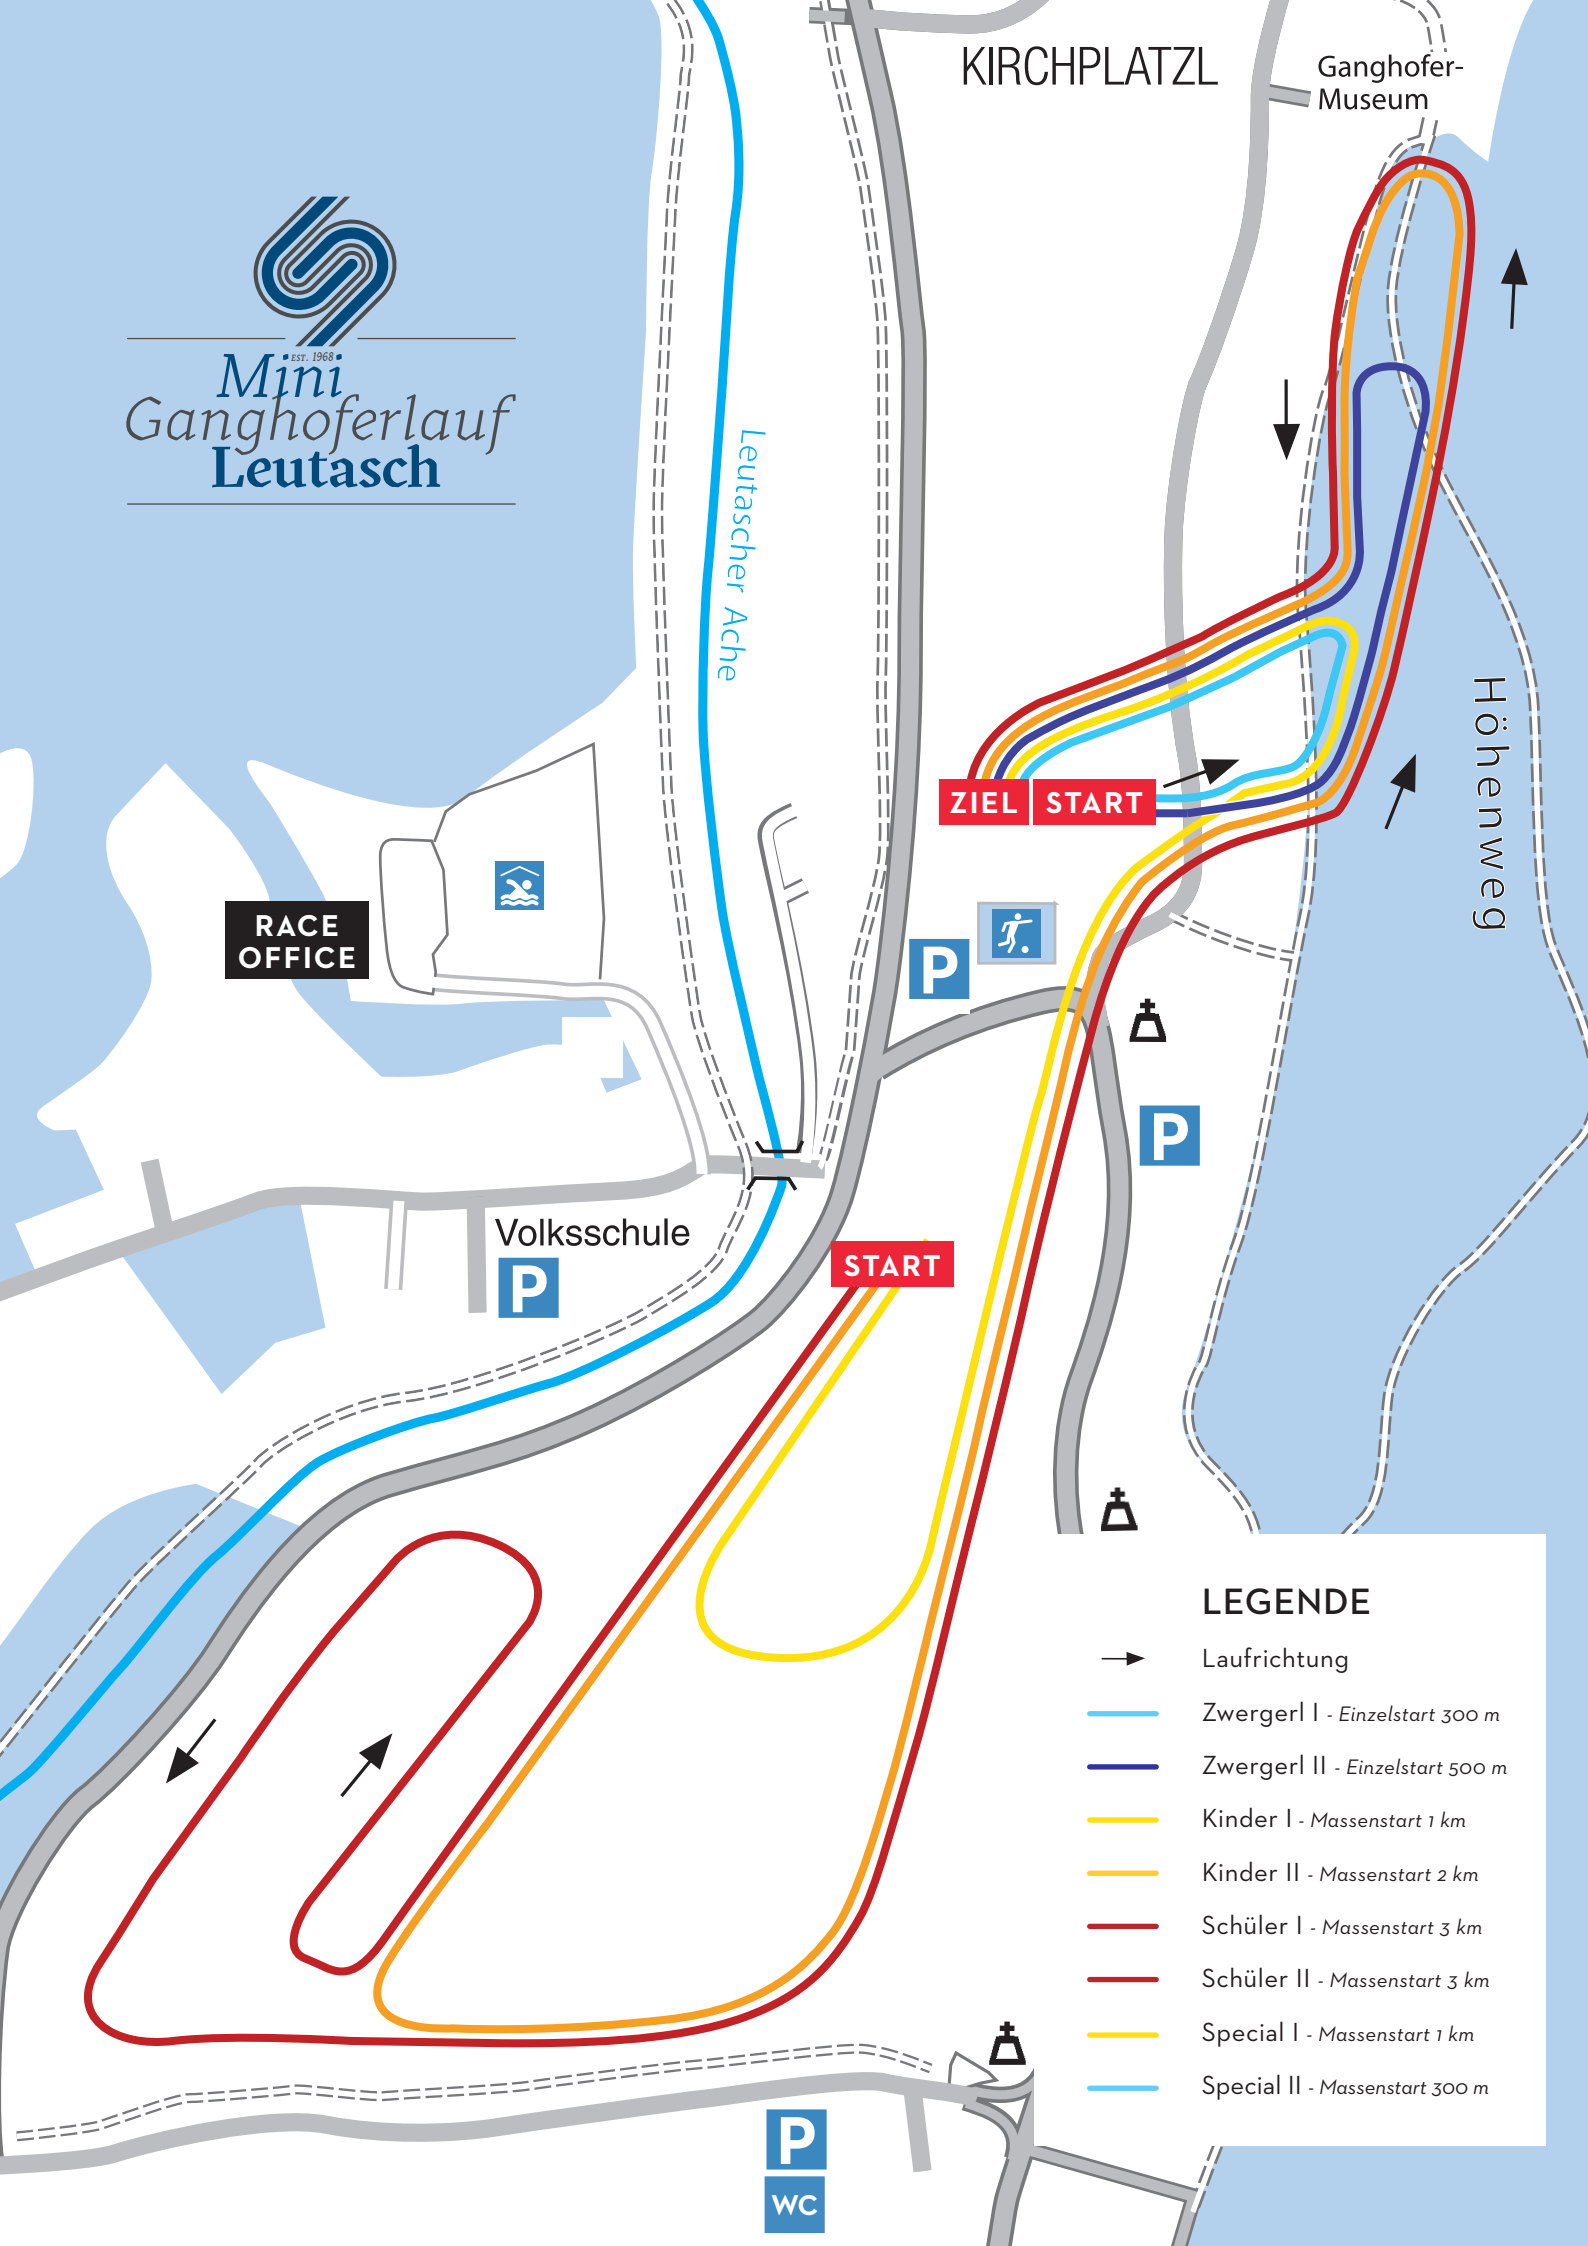 KIRCHPLATZL
Ganghofer-
Museum
EST. 1968
Mini
Ganghoferlauf
Leutasch
Leutascher Ache
Höhenweg
ZIEL
START
RACE
OFFICE
P
P
Volksschule
P
START
LEGENDE
Laufrichtung
Zwergerl I - Einzelstart 300 m
Zwergerl II - Einzelstart 500 m
Kinder I - Massenstart 1 km
Kinder II - Massenstart 2 km
Schüler I - Massenstart 3 km
Schüler II - Massenstart 3 km
Special I - Massenstart 1 km
Special II - Massenstart 300 m
P
WC